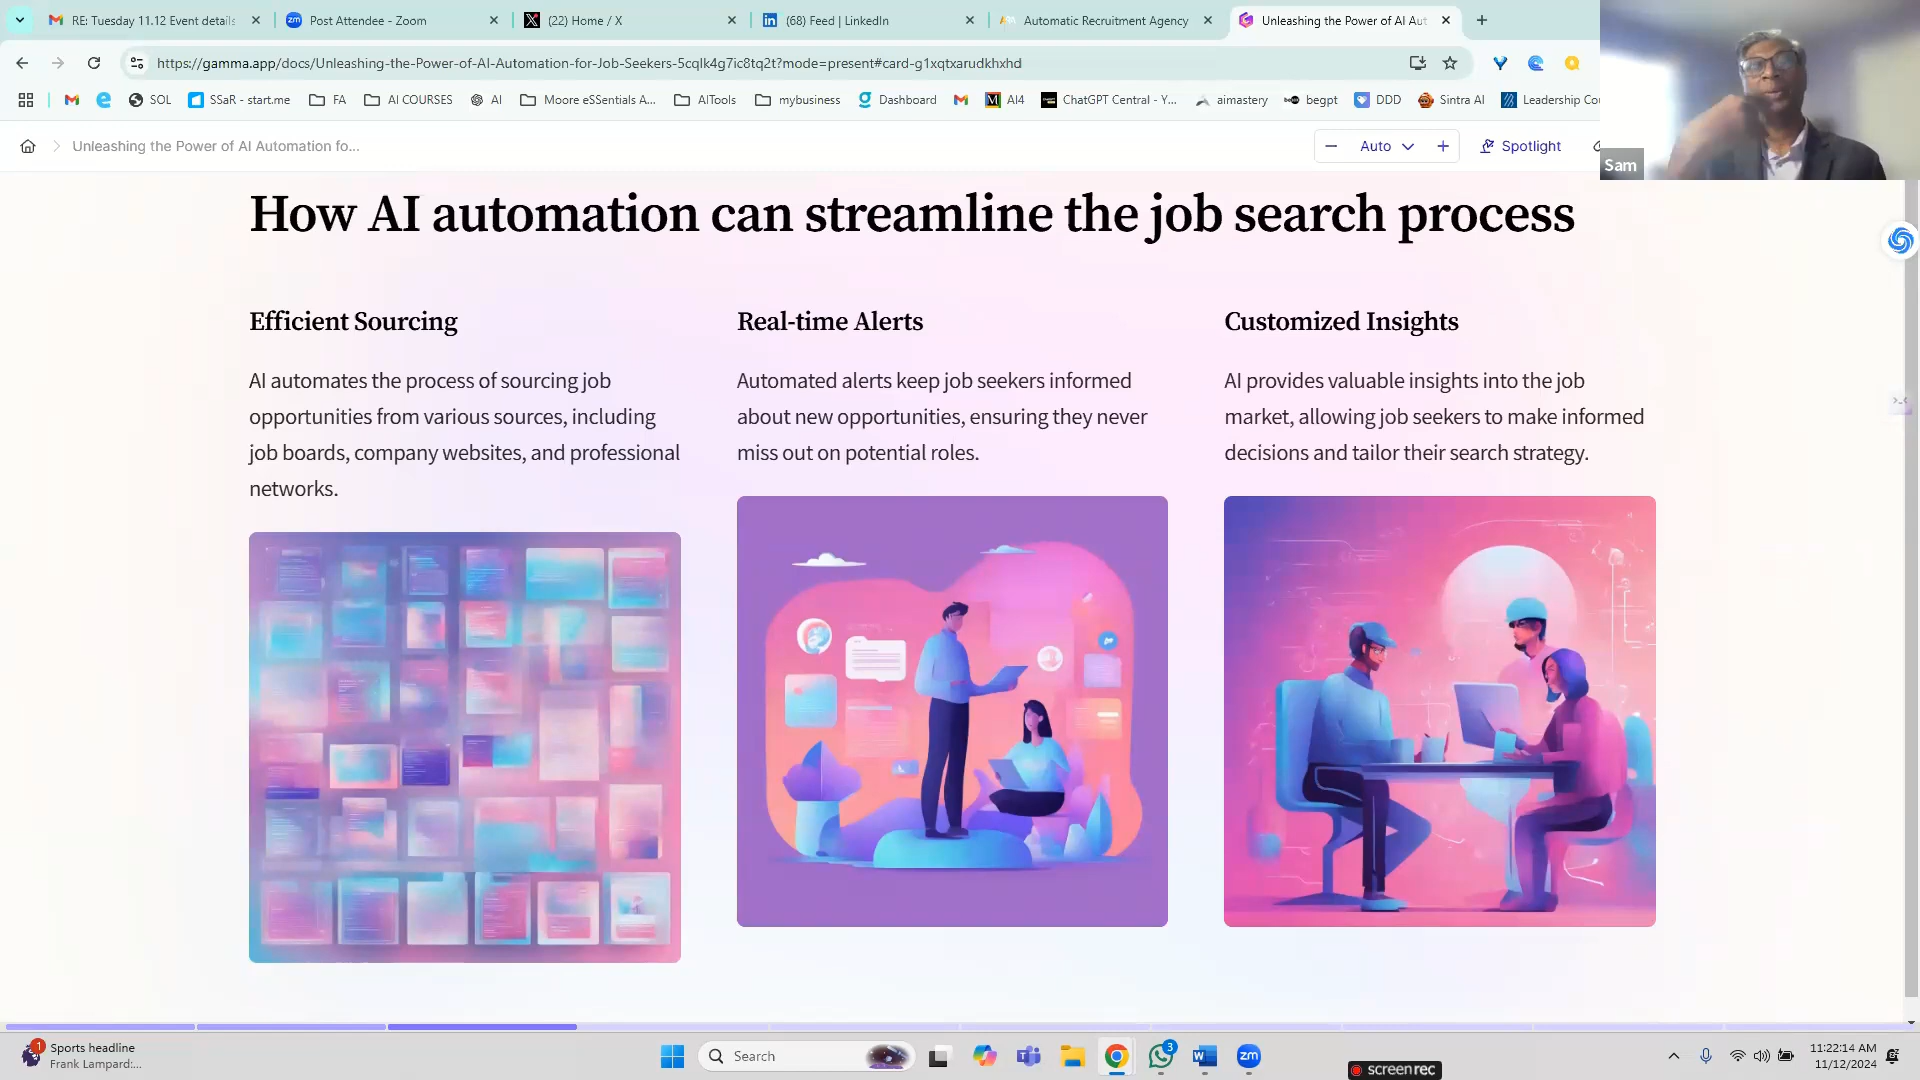 RE: Tuesday 11.12 Event details
Post Attendee - Zoom
(22) Home / X
(68) Feed | LinkedIn
Automatic Recruitment Agency
Unleashing the Power of AI Aut
https://gamma.app/docs/Unleashing-the-Power-of-AI-Automation-for-Job-Seekers-5cqlk4g7ic8tq2t?mode=present#card-g1xqtxarudkhxhd
SOL
SSaR - start.me
FA
AI COURSES
AI
Moore eSSentials A...
AITools
mybusiness
Dashboard
AI4
ChatGPT Central - Y...
aimastery
begpt
DDD
Sintra AI
Leadership Cou
Unleashing the Power of AI Automation fo...
Auto
Spotlight
Sam
How AI automation can streamline the job search process
Efficient Sourcing
AI automates the process of sourcing job
opportunities from various sources, including
job boards, company websites, and professional
networks.
Real-time Alerts
Automated alerts keep job seekers informed
about new opportunities, ensuring they never
miss out on potential roles.
Customized Insights
AI provides valuable insights into the job
market, allowing job seekers to make informed
decisions and tailor their search strategy.
1
Sports headline
Frank Lampard:...
Search
3
zm
screenrec
11:22:14 AM
11/12/2024